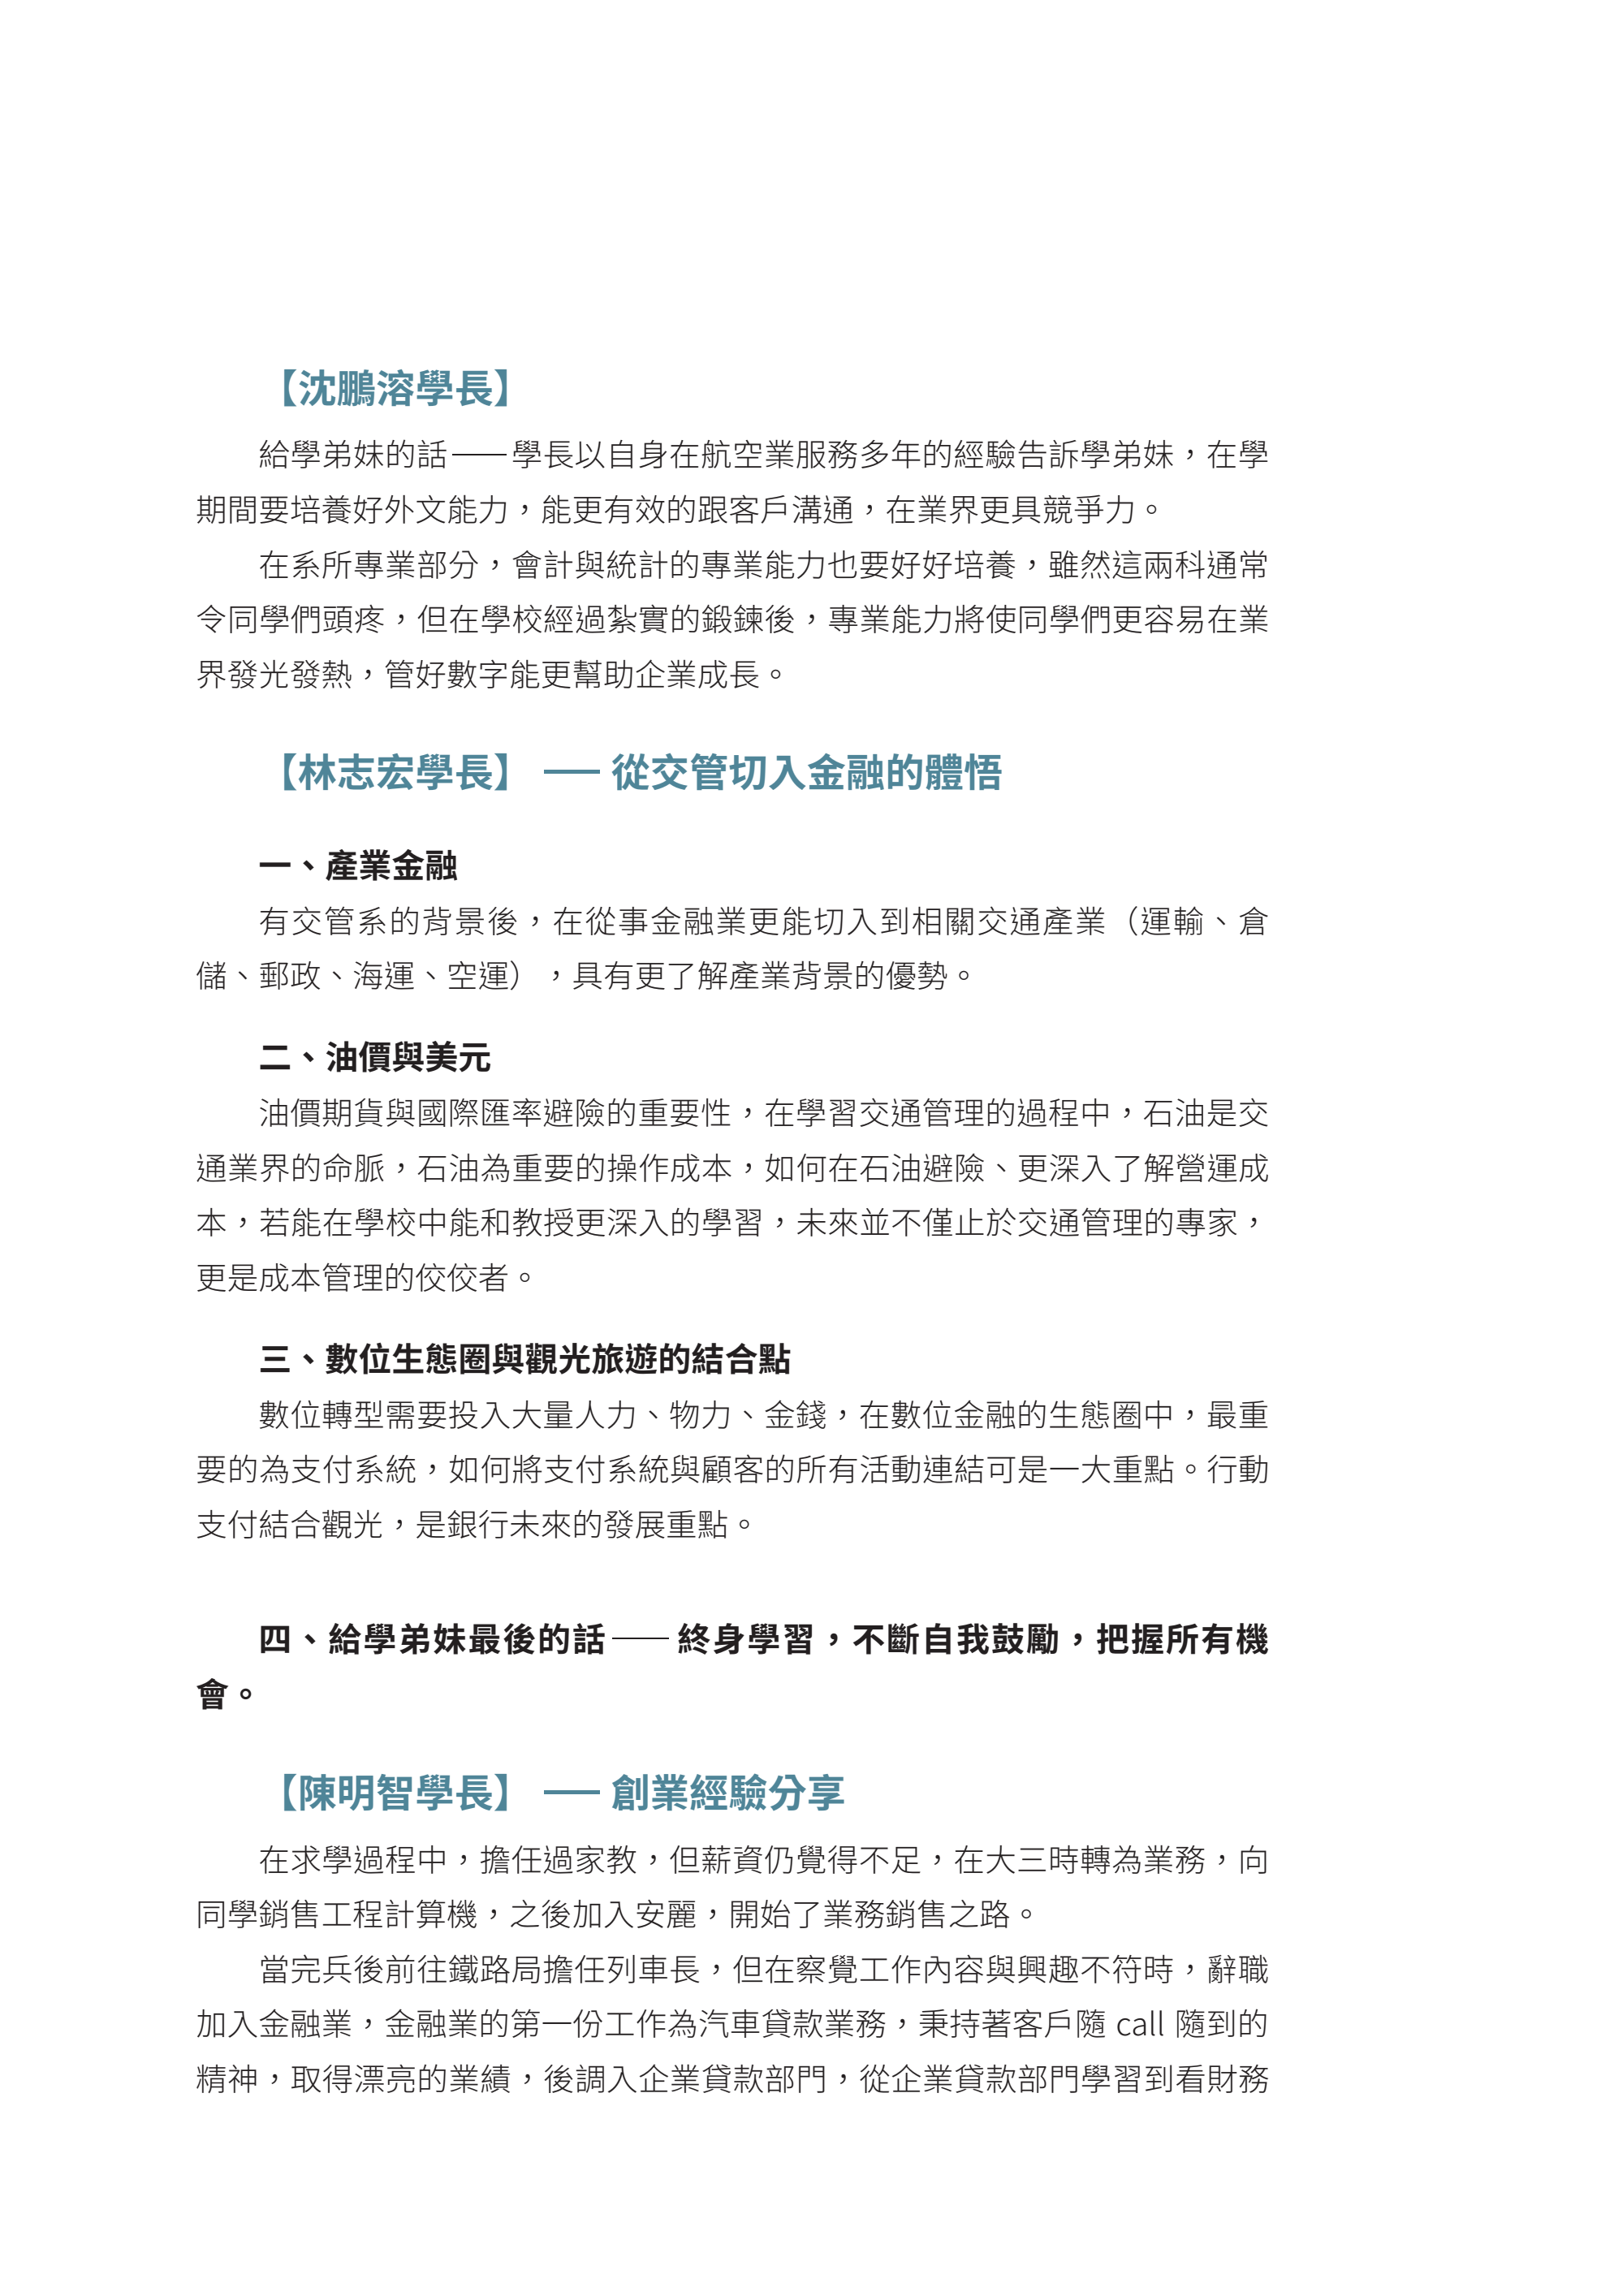 【沈鵬溶學長】
給學弟妹的話——學長以自身在航空業服務多年的經驗告訴學弟妹，在學
期間要培養好外文能力，能更有效的跟客戶溝通，在業界更具競爭力。
在系所專業部分，會計與統計的專業能力也要好好培養，雖然這兩科通常
令同學們頭疼，但在學校經過紮實的鍛鍊後，專業能力將使同學們更容易在業
界發光發熱，管好數字能更幫助企業成長。
【林志宏學長】——從交管切入金融的體悟
一、產業金融
有交管系的背景後，在從事金融業更能切入到相關交通產業（運輸、倉
儲、郵政、海運、空運），具有更了解產業背景的優勢。
二、油價與美元
油價期貨與國際匯率避險的重要性，在學習交通管理的過程中，石油是交
通業界的命脈，石油為重要的操作成本，如何在石油避險、更深入了解營運成
本，若能在學校中能和教授更深入的學習，未來並不僅止於交通管理的專家，
更是成本管理的佼佼者。
三、數位生態圈與觀光旅遊的結合點
數位轉型需要投入大量人力、物力、金錢，在數位金融的生態圈中，最重
要的為支付系統，如何將支付系統與顧客的所有活動連結可是一大重點。行動
支付結合觀光，是銀行未來的發展重點。
四、給學弟妹最後的話——終身學習，不斷自我鼓勵，把握所有機
會。
【陳明智學長】——創業經驗分享
在求學過程中，擔任過家教，但薪資仍覺得不足，在大三時轉為業務，向
同學銷售工程計算機，之後加入安麗，開始了業務銷售之路。
當完兵後前往鐵路局擔任列車長，但在察覺工作內容與興趣不符時，辭職
加入金融業，金融業的第一份工作為汽車貸款業務，秉持著客戶隨 call 隨到的
精神，取得漂亮的業績，後調入企業貸款部門，從企業貸款部門學習到看財務